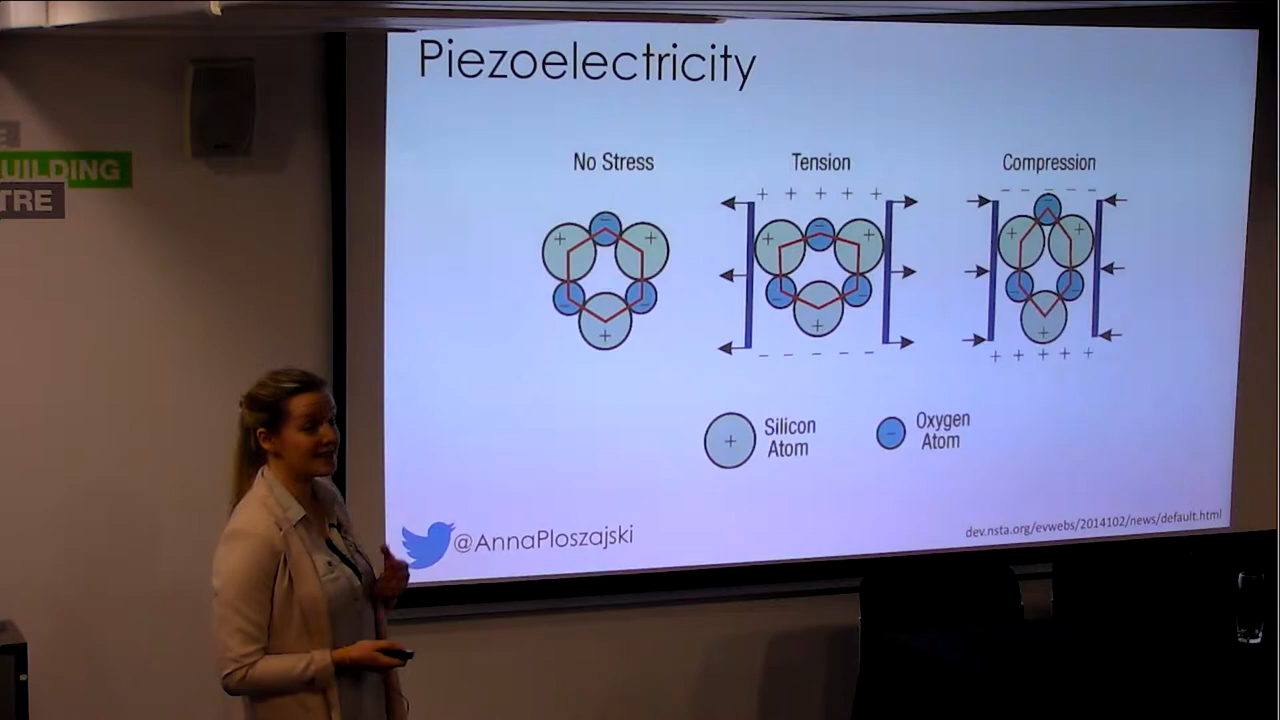 Piezoelectricity
UILDING
TRE
No Stress
Tension
Compression
+ + + + +
- - - - -
+ - +
+ - +
+ - +
- -
- -
- -
+
+
+
- - - - -
+ + + + +
+
Silicon
Atom
-
Oxygen
Atom
@AnnaPloszajski
dev.nsta.org/evwebs/2014102/news/default.html